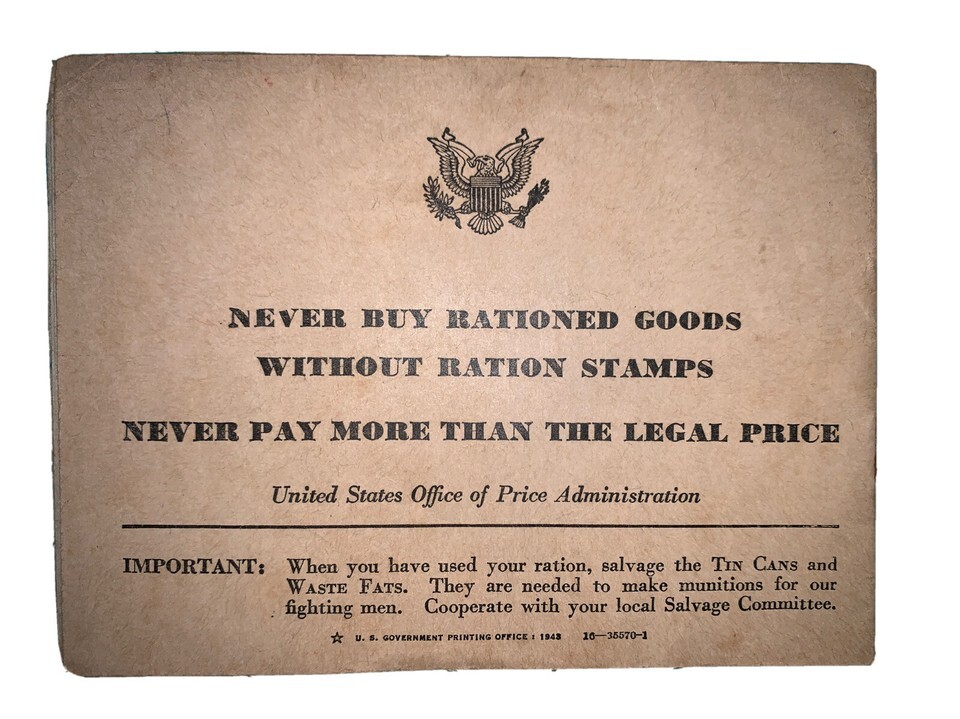 NEVER BUY RATIONED GOODS
WITHOUT RATION STAMPS
NEVER PAY MORE THAN THE LEGAL PRICE
United States Office of Price Administration
IMPORTANT: When you have used your ration, salvage the TIN CANS and
WASTE FATS. They are needed to make munitions for our
fighting men. Cooperate with your local Salvage Committee.
☆ U. S. GOVERNMENT PRINTING OFFICE : 1943 16—35570-1